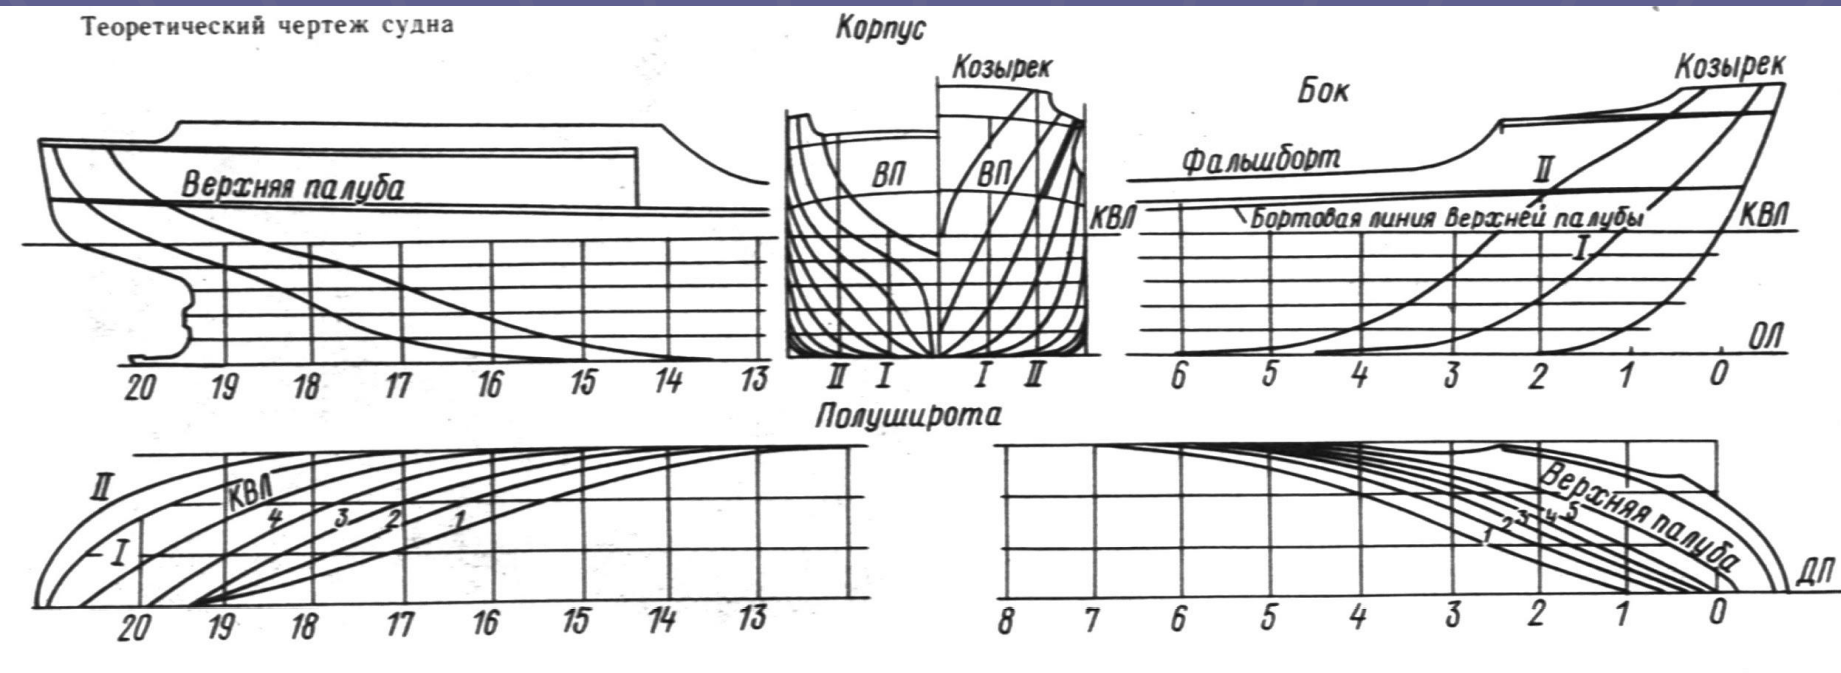 Теоретический чертеж судна
Корпус
Козырек
Козырек
Бок
Фальшборт
II
ВП
ВП
Верхняя палуба
КВЛ
Бортовая линия верхней палубы
КВЛ
I
ОЛ
20 19 18 17 16 15 14 13
II I I II
6 5 4 3 2 1 0
Полуширота
II
КВЛ
4 3 2 1
I
Верхняя палуба
1 2 3 4 5
ДП
20 19 18 17 16 15 14 13
8 7 6 5 4 3 2 1 0